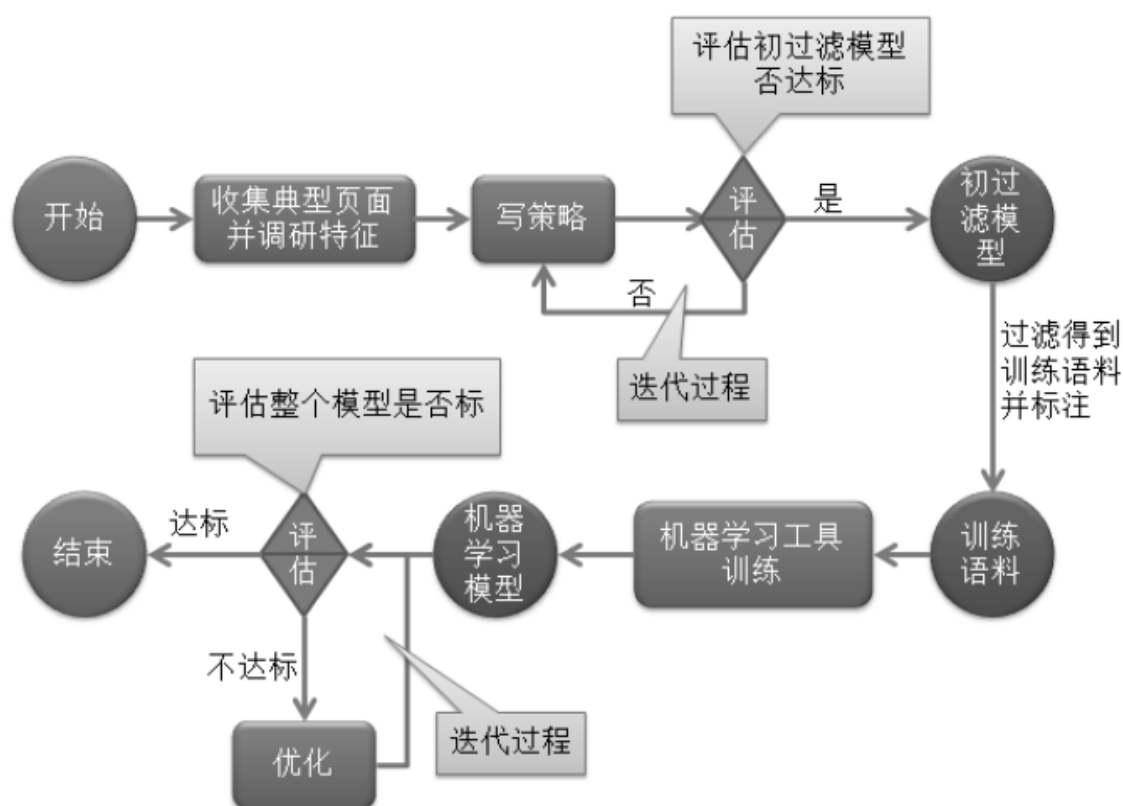 评估初过滤模型
否达标
开始
收集典型页面
并调研特征
写策略
评
估
是
初过
滤模
型
否
迭代过程
过滤得到
训练语料
并标注
评估整个模型是否标
结束
达标
评
估
机器
学习
模型
机器学习工具
训练
训练
语料
不达标
优化
迭代过程